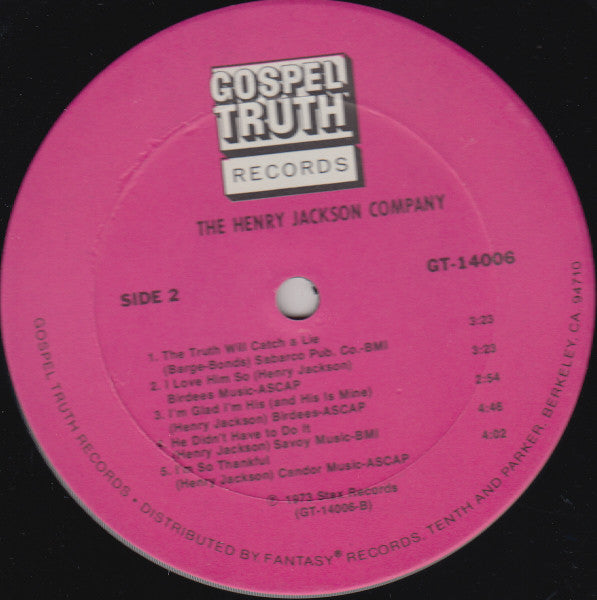 GOSPEL
TRUTH
RECORDS
THE HENRY JACKSON COMPANY
GT-14006
SIDE 2
1. The Truth Will Catch a Lie 3:23
(Barge-Bonds) Sabarco Pub. Co.-BMI
2. I Love Him So (Henry Jackson) 3:23
Birdees Music-ASCAP
3. I'm Glad I'm His (and His Is Mine) 2:54
(Henry Jackson) Birdees-ASCAP
4. He Didn't Have to Do It 4:46
(Henry Jackson) Savoy Music-BMI
5. I'm So Thankful 4:02
(Henry Jackson) Candor Music-ASCAP
℗ 1973 Stax Records
(GT-14006-B)
GOSPEL TRUTH RECORDS • DISTRIBUTED BY FANTASY® RECORDS, TENTH AND PARKER, BERKELEY, CA. 94710